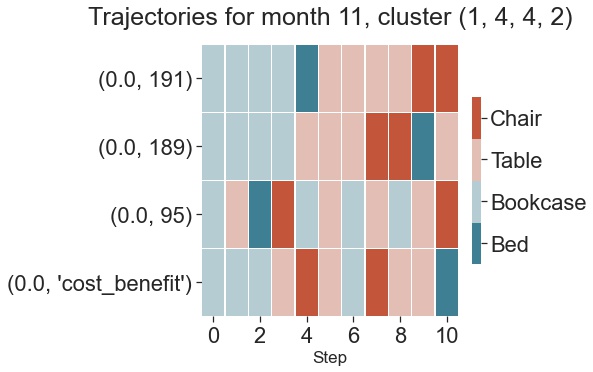 Trajectories for month 11, cluster (1, 4, 4, 2)
(0.0, 191)
(0.0, 189)
(0.0, 95)
(0.0, 'cost_benefit')
0 2 4 6 8 10
Step
Chair
Table
Bookcase
Bed